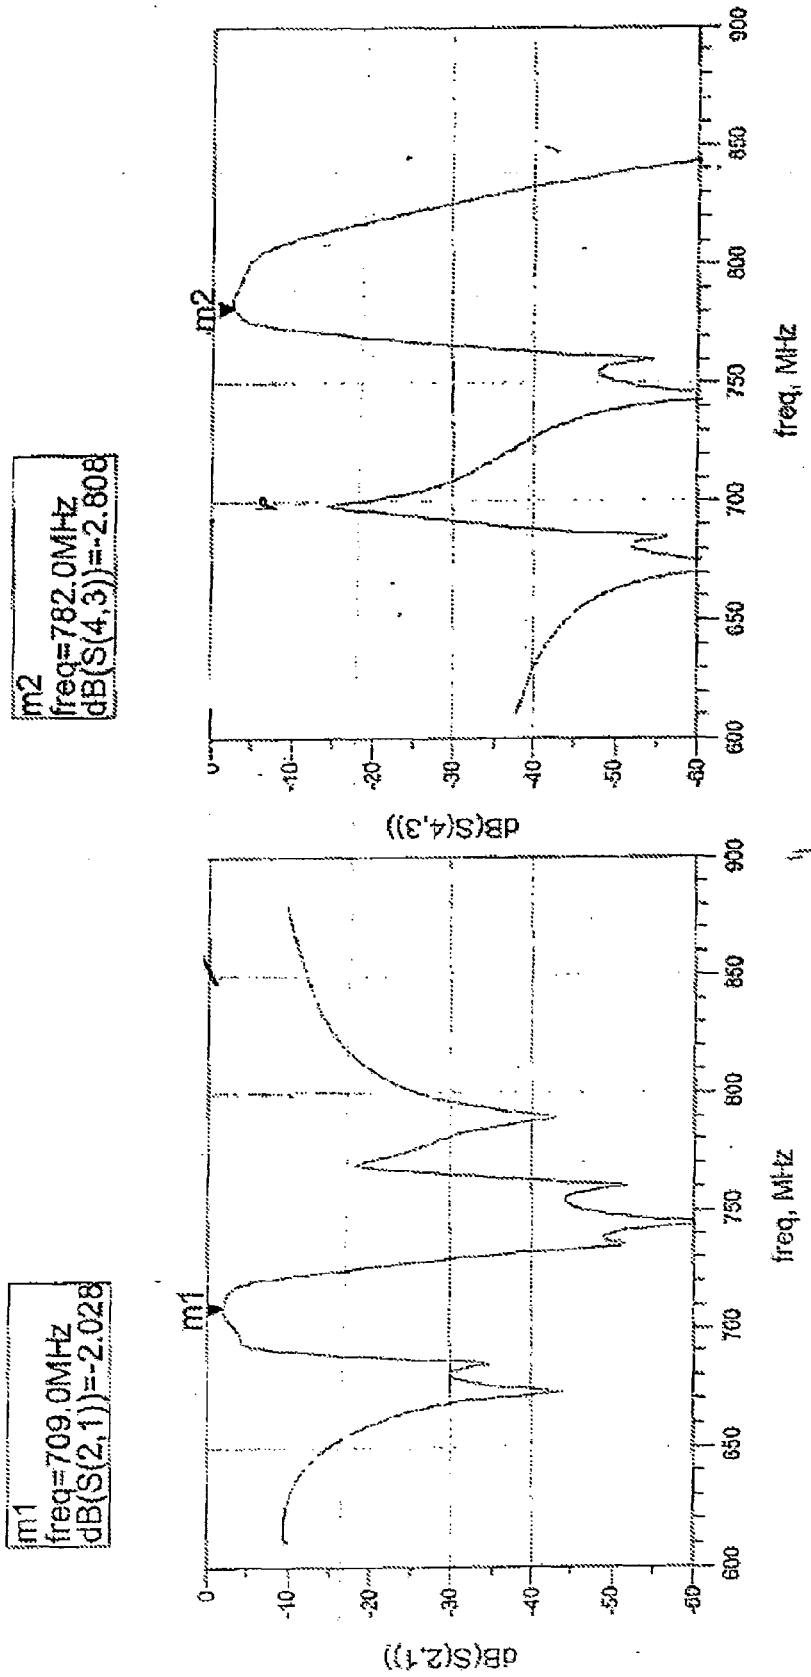 m1
freq=709.0MHz
dB(S(2,1))=-2.028
m1
dB(S(2,1))
0
-10
-20
-30
-40
-50
-60
600
650
700
750
800
850
900
freq, MHz
m2
freq=782.0MHz
dB(S(4,3))=-2.808
m2
dB(S(4,3))
0
-10
-20
-30
-40
-50
-60
600
650
700
750
800
850
900
freq, MHz